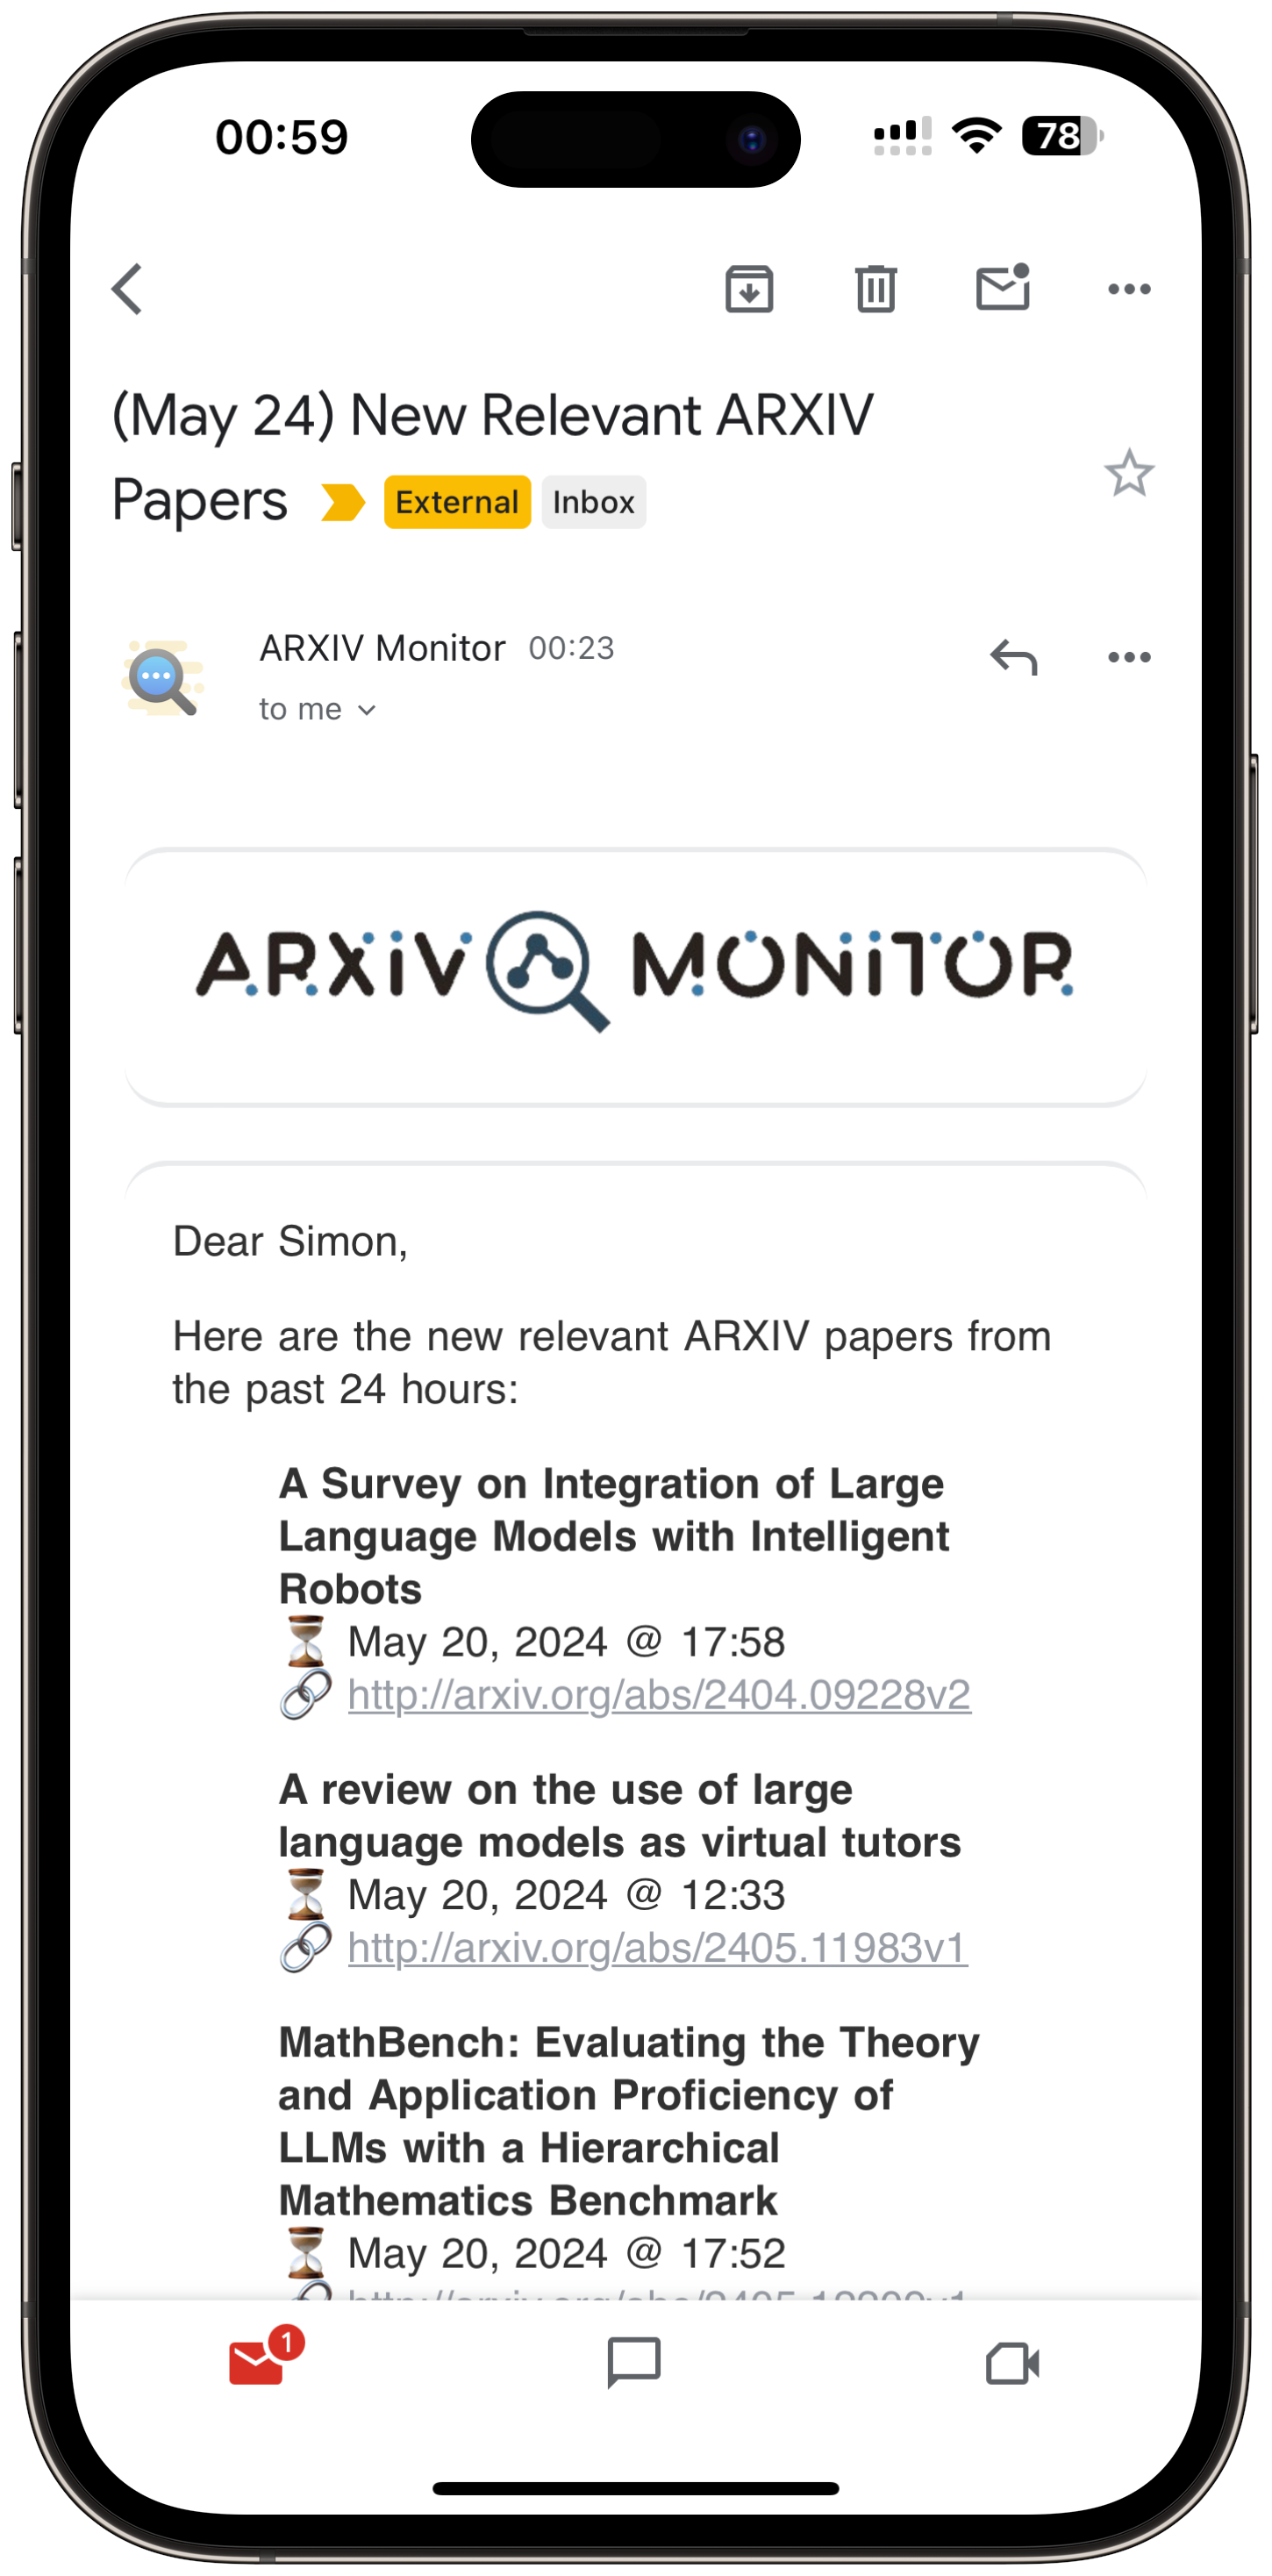 00:59
78
(May 24) New Relevant ARXIV
Papers External Inbox
ARXIV Monitor 00:23
to me
ARXIV MONITOR
Dear Simon,
Here are the new relevant ARXIV papers from
the past 24 hours:
A Survey on Integration of Large
Language Models with Intelligent
Robots
May 20, 2024 @ 17:58
http://arxiv.org/abs/2404.09228v2
A review on the use of large
language models as virtual tutors
May 20, 2024 @ 12:33
http://arxiv.org/abs/2405.11983v1
MathBench: Evaluating the Theory
and Application Proficiency of
LLMs with a Hierarchical
Mathematics Benchmark
May 20, 2024 @ 17:52
1